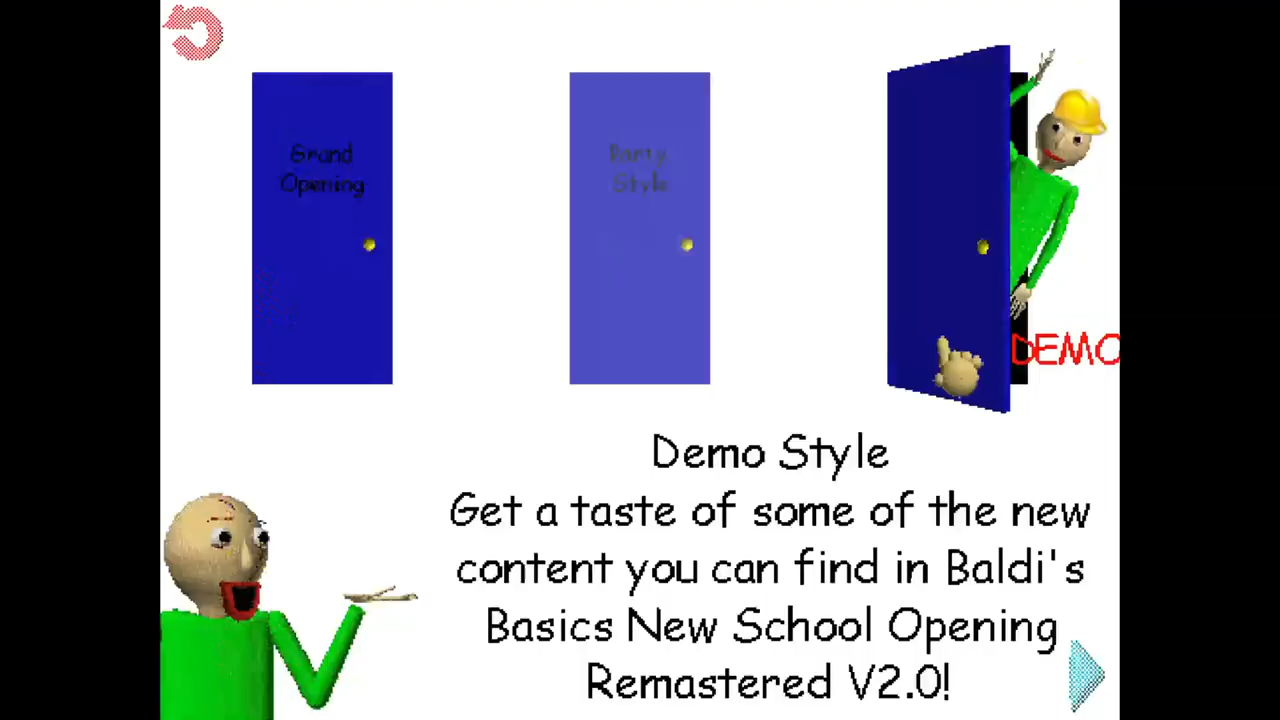 Grand
Opening
Party
Style
DEMO
Demo Style
Get a taste of some of the new
content you can find in Baldi's
Basics New School Opening
Remastered V2.0!